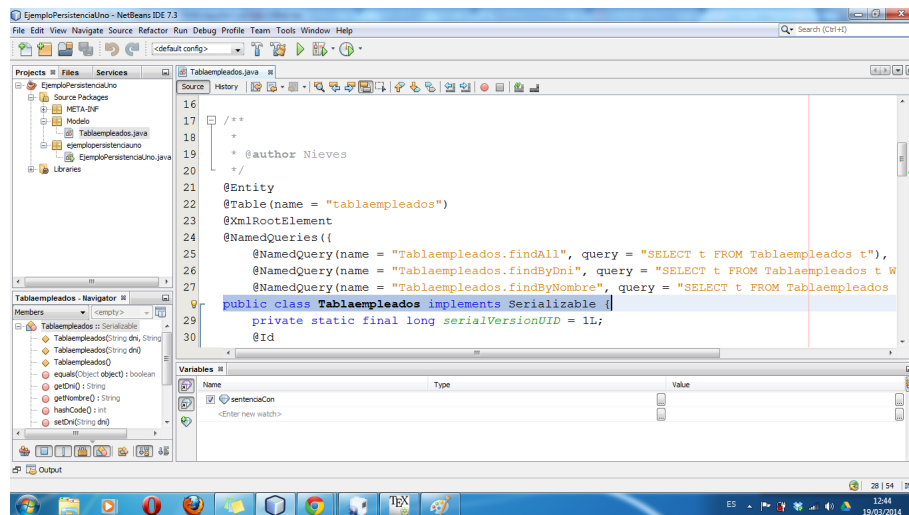 EjemploPersistenciaUno - NetBeans IDE 7.3
File Edit View Navigate Source Refactor Run Debug Profile Team Tools Window Help
Search (Ctrl+I)
<default config>
Projects Files Services
EjemploPersistenciaUno
Source Packages
META-INF
Modelo
Tablaempleados.java
ejemplopersistenciauno
EjemploPersistenciaUno.java
Libraries
Tablaempleados.java
Source History
16
17 /**
18 *
19 * @author Nieves
20 */
21 @Entity
22 @Table(name = "tablaempleados")
23 @XmlRootElement
24 @NamedQueries({
25 @NamedQuery(name = "Tablaempleados.findAll", query = "SELECT t FROM Tablaempleados t"),
26 @NamedQuery(name = "Tablaempleados.findByDni", query = "SELECT t FROM Tablaempleados t W
27 @NamedQuery(name = "Tablaempleados.findByNombre", query = "SELECT t FROM Tablaempleados
public class Tablaempleados implements Serializable {
29 private static final long serialVersionUID = 1L;
30 @Id
Tablaempleados - Navigator
Members <empty>
Tablaempleados :: Serializable
Tablaempleados(String dni, String
Tablaempleados(String dni)
Tablaempleados()
equals(Object object) : boolean
getDni() : String
getNombre() : String
hashCode() : int
setDni(String dni)
Variables
Name Type Value
sentenciaCon
<Enter new watch>
Output
28 | 54
TEX
ES
12:44
19/03/2014